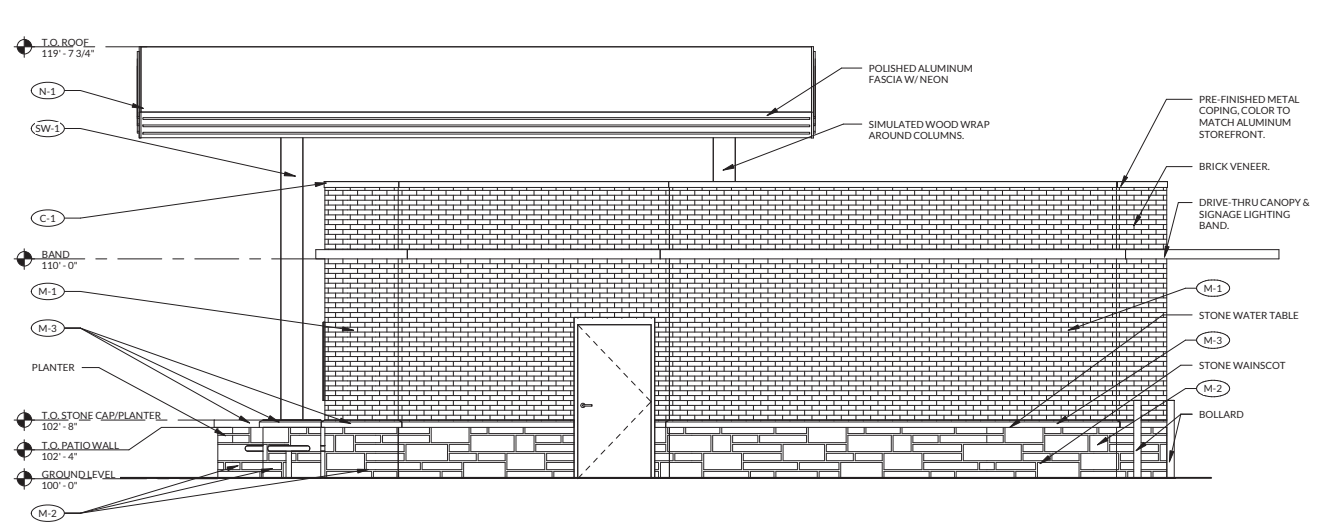 T.O. ROOF
119' - 7 3/4"
N-1
SW-1
C-1
BAND
110' - 0"
M-1
M-3
PLANTER
T.O. STONE CAP/PLANTER
102' - 8"
T.O. PATIO WALL
102' - 4"
GROUND LEVEL
100' - 0"
M-2
POLISHED ALUMINUM
FASCIA W/ NEON
SIMULATED WOOD WRAP
AROUND COLUMNS.
PRE-FINISHED METAL
COPING, COLOR TO
MATCH ALUMINUM
STOREFRONT.
BRICK VENEER.
DRIVE-THRU CANOPY &
SIGNAGE LIGHTING
BAND.
M-1
STONE WATER TABLE
M-3
STONE WAINSCOT
M-2
BOLLARD